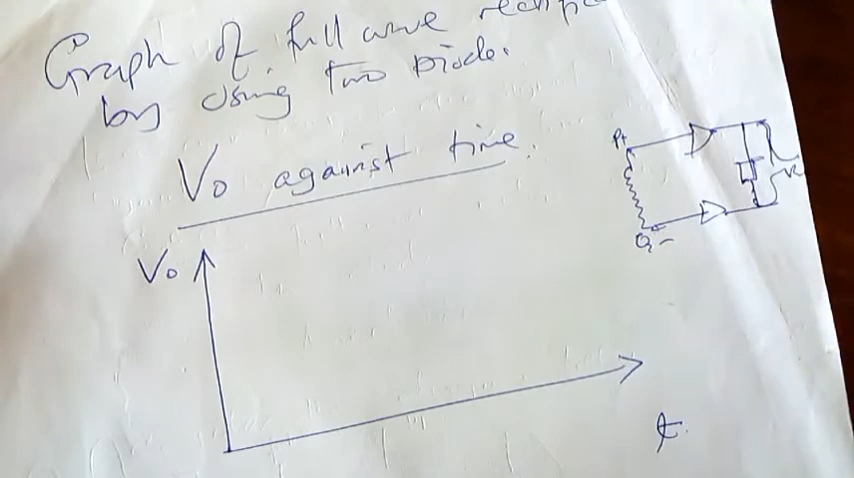 Graph of full wave
by using two Diode.
Vo against time.
P+
Vo
Q-
t.